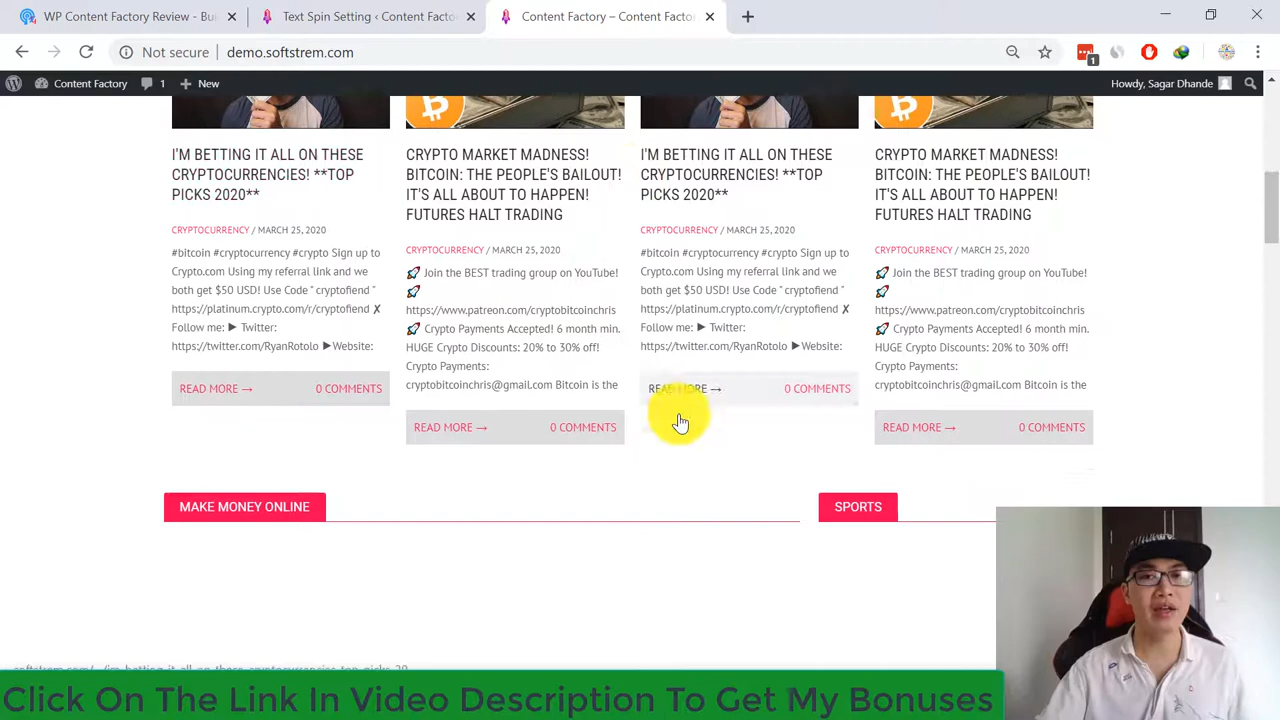 WP Content Factory Review - Bu
Text Spin Setting ‹ Content Facto
Content Factory – Content Factor
Not secure
demo.softstrem.com
1
Content Factory
1
New
Howdy, Sagar Dhande
I'M BETTING IT ALL ON THESE
CRYPTOCURRENCIES! **TOP
PICKS 2020**
CRYPTOCURRENCY / MARCH 25, 2020
#bitcoin #cryptocurrency #crypto Sign up to
Crypto.com Using my referral link and we
both get $50 USD! Use Code " cryptofiend "
https://platinum.crypto.com/r/cryptofiend ✗
Follow me: ▶ Twitter:
https://twitter.com/RyanRotolo ▶Website:
READ MORE →
0 COMMENTS
CRYPTO MARKET MADNESS!
BITCOIN: THE PEOPLE'S BAILOUT!
IT'S ALL ABOUT TO HAPPEN!
FUTURES HALT TRADING
CRYPTOCURRENCY / MARCH 25, 2020
🚀 Join the BEST trading group on YouTube!
🚀
https://www.patreon.com/cryptobitcoinchris
🚀 Crypto Payments Accepted! 6 month min.
HUGE Crypto Discounts: 20% to 30% off!
Crypto Payments:
cryptobitcoinchris@gmail.com Bitcoin is the
READ MORE →
0 COMMENTS
I'M BETTING IT ALL ON THESE
CRYPTOCURRENCIES! **TOP
PICKS 2020**
CRYPTOCURRENCY / MARCH 25, 2020
#bitcoin #cryptocurrency #crypto Sign up to
Crypto.com Using my referral link and we
both get $50 USD! Use Code " cryptofiend "
https://platinum.crypto.com/r/cryptofiend ✗
Follow me: ▶ Twitter:
https://twitter.com/RyanRotolo ▶Website:
READ MORE →
0 COMMENTS
CRYPTO MARKET MADNESS!
BITCOIN: THE PEOPLE'S BAILOUT!
IT'S ALL ABOUT TO HAPPEN!
FUTURES HALT TRADING
CRYPTOCURRENCY / MARCH 25, 2020
🚀 Join the BEST trading group on YouTube!
🚀
https://www.patreon.com/cryptobitcoinchris
🚀 Crypto Payments Accepted! 6 month min.
HUGE Crypto Discounts: 20% to 30% off!
Crypto Payments:
cryptobitcoinchris@gmail.com Bitcoin is the
READ MORE →
0 COMMENTS
MAKE MONEY ONLINE
SPORTS
Click On The Link In Video Description To Get My Bonuses